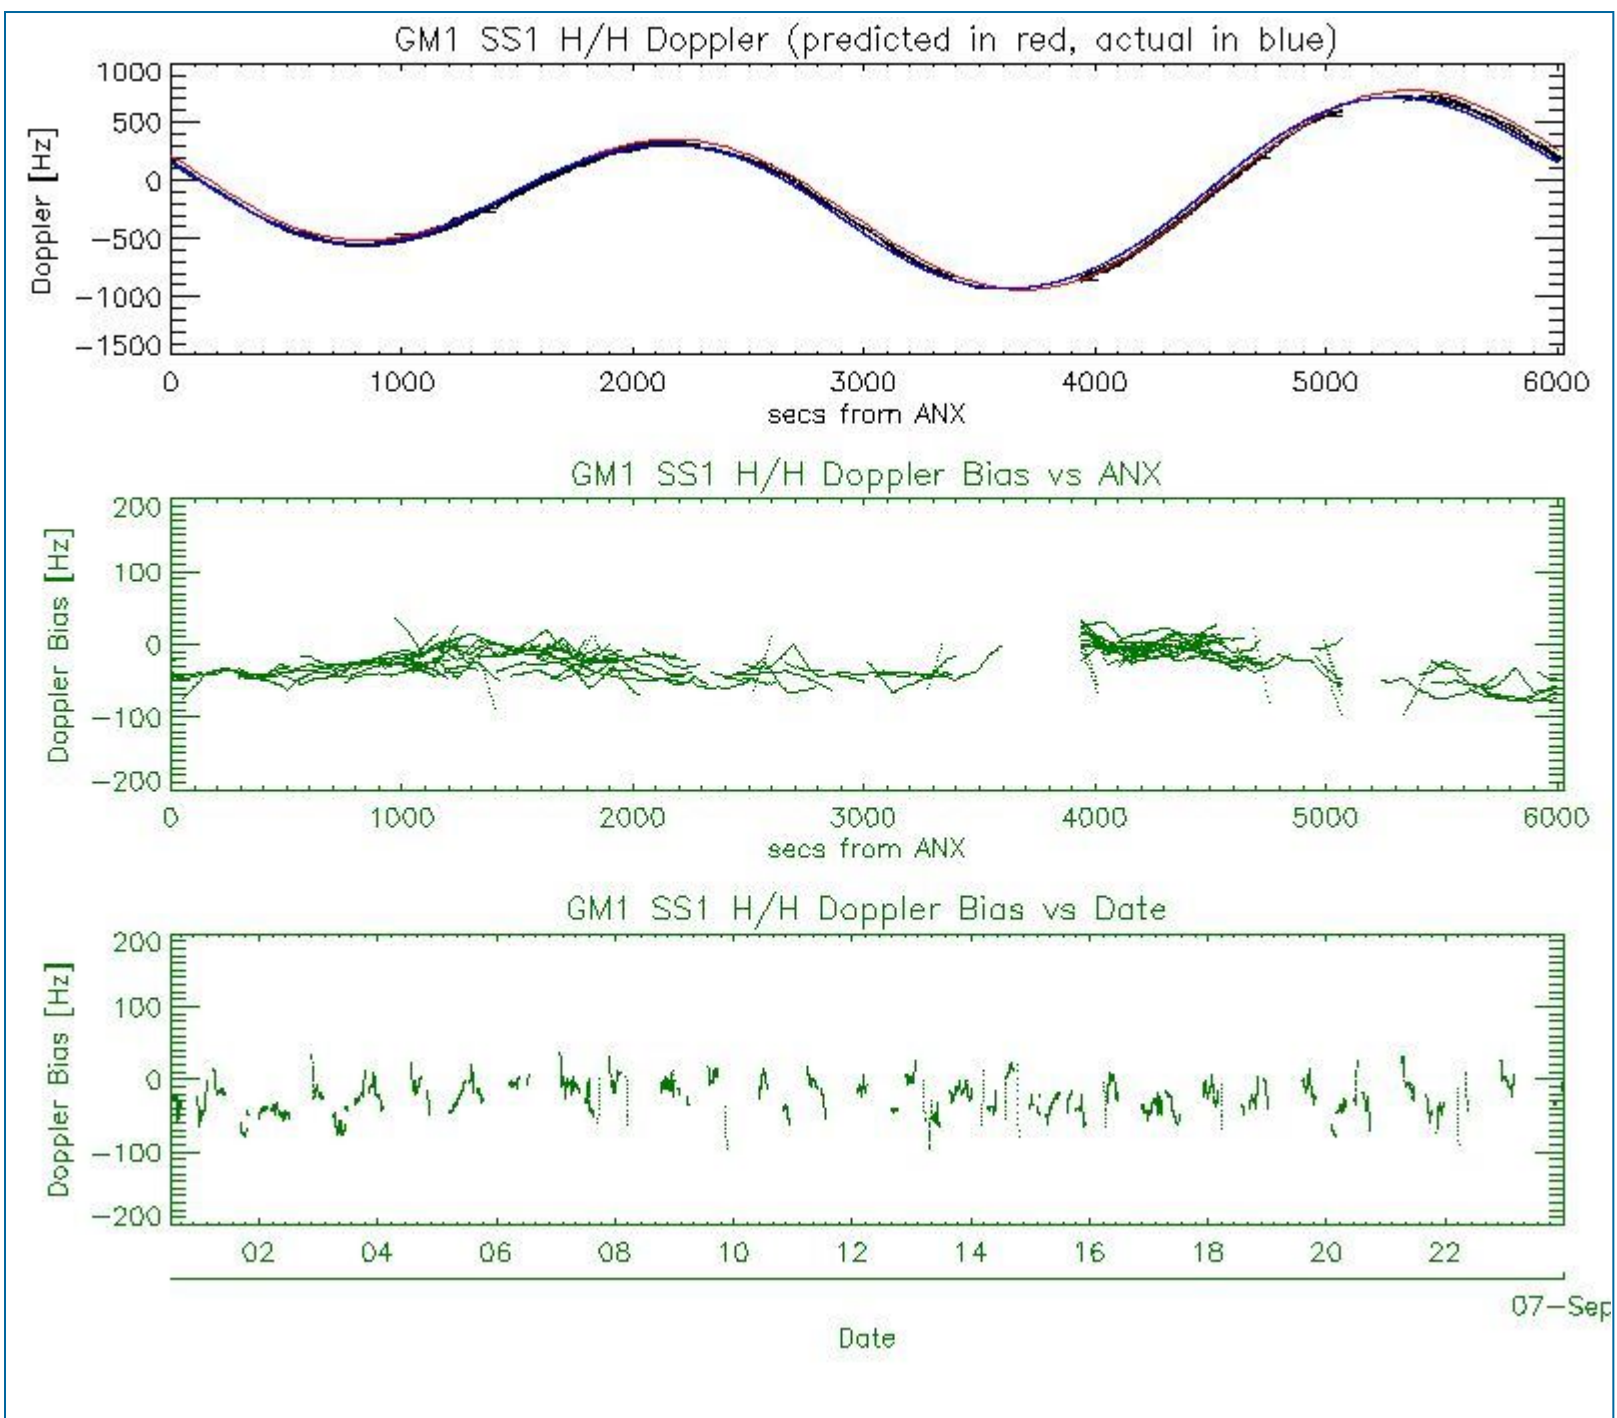 GM1 SS1 H/H Doppler (predicted in red, actual in blue)
Doppler [Hz]
1000
500
0
−500
−1000
−1500
0 1000 2000 3000 4000 5000 6000
secs from ANX
GM1 SS1 H/H Doppler Bias vs ANX
Doppler Bias [Hz]
200
100
0
−100
−200
0 1000 2000 3000 4000 5000 6000
secs from ANX
GM1 SS1 H/H Doppler Bias vs Date
Doppler Bias [Hz]
200
100
0
−100
−200
02 04 06 08 10 12 14 16 18 20 22
07−Sep
Date